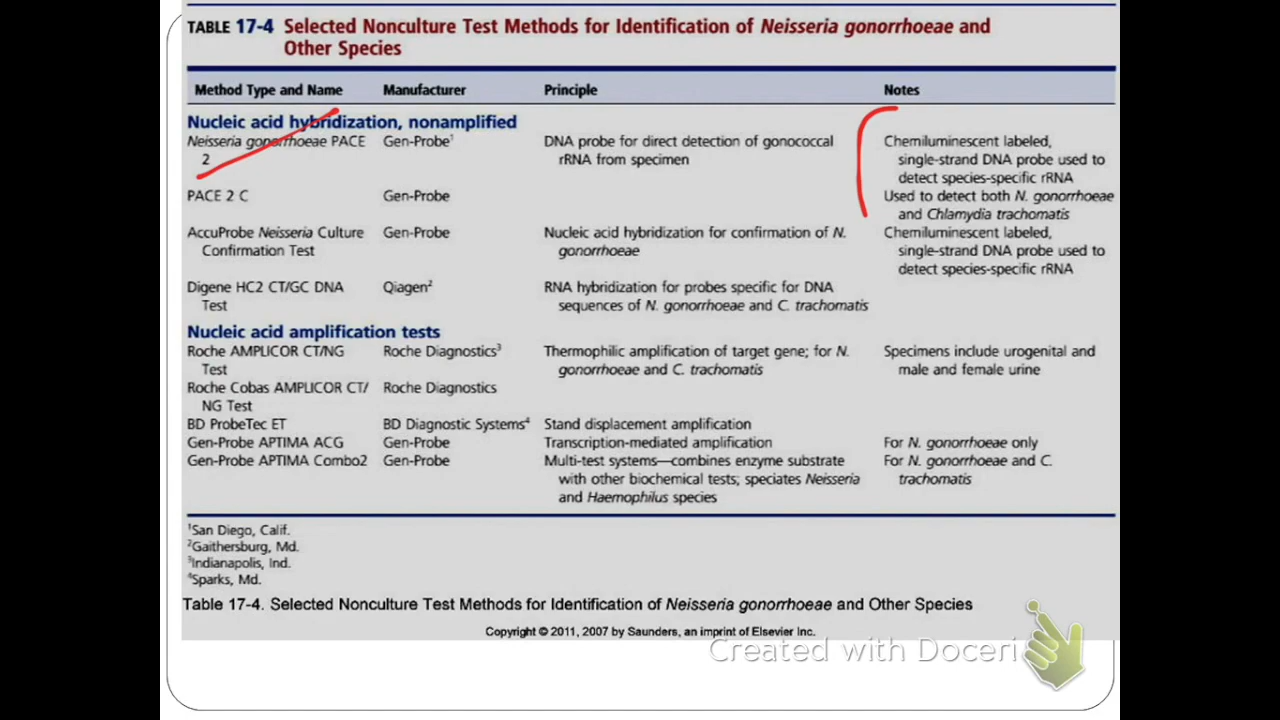 TABLE 17-4 Selected Nonculture Test Methods for Identification of Neisseria gonorrhoeae and
Other Species
Method Type and Name Manufacturer Principle Notes
Nucleic acid hybridization, nonamplified
Neisseria gonorrhoeae PACE Gen-Probe¹ DNA probe for direct detection of gonococcal Chemiluminescent labeled,
2 rRNA from specimen single-strand DNA probe used to
detect species-specific rRNA
PACE 2 C Gen-Probe Used to detect both N. gonorrhoeae
and Chlamydia trachomatis
AccuProbe Neisseria Culture Gen-Probe Nucleic acid hybridization for confirmation of N. Chemiluminescent labeled,
Confirmation Test gonorrhoeae single-strand DNA probe used to
detect species-specific rRNA
Digene HC2 CT/GC DNA Qiagen² RNA hybridization for probes specific for DNA
Test sequences of N. gonorrhoeae and C. trachomatis
Nucleic acid amplification tests
Roche AMPLICOR CT/NG Roche Diagnostics³ Thermophilic amplification of target gene; for N. Specimens include urogenital and
Test gonorrhoeae and C. trachomatis male and female urine
Roche Cobas AMPLICOR CT/ Roche Diagnostics
NG Test
BD ProbeTec ET BD Diagnostic Systems⁴ Stand displacement amplification
Gen-Probe APTIMA ACG Gen-Probe Transcription-mediated amplification For N. gonorrhoeae only
Gen-Probe APTIMA Combo2 Gen-Probe Multi-test systems—combines enzyme substrate For N. gonorrhoeae and C.
with other biochemical tests; speciates Neisseria trachomatis
and Haemophilus species
¹San Diego, Calif.
²Gaithersburg, Md.
³Indianapolis, Ind.
⁴Sparks, Md.
Table 17-4. Selected Nonculture Test Methods for Identification of Neisseria gonorrhoeae and Other Species
Copyright © 2011, 2007 by Saunders, an imprint of Elsevier Inc.
Created with Doceri